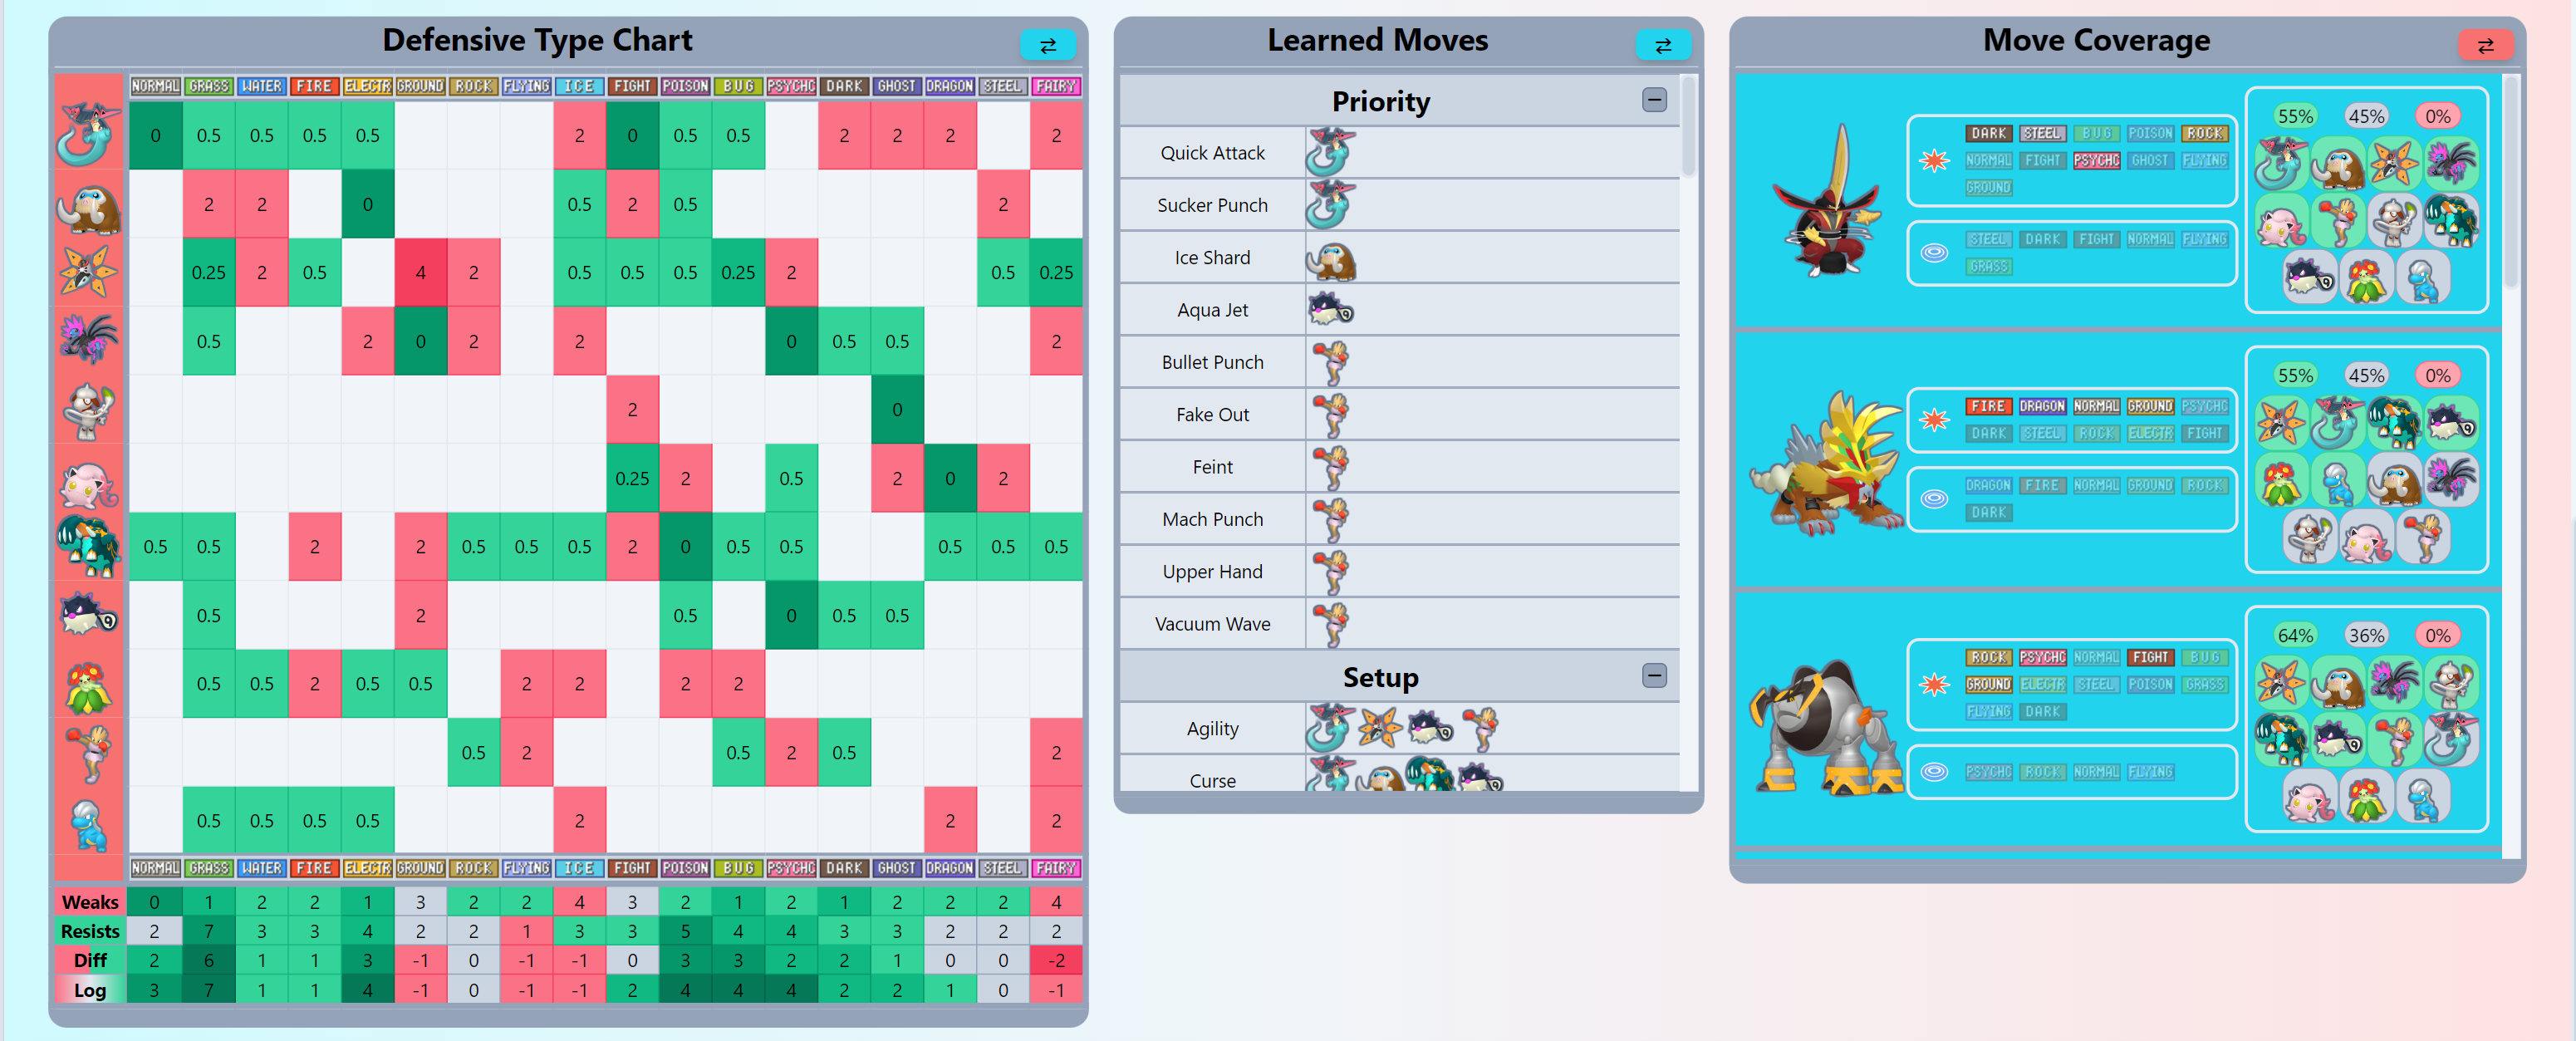 Defensive Type Chart
NORMAL GRASS WATER FIRE ELECTR GROUND ROCK FLYING ICE FIGHT POISON BUG PSYCHC DARK GHOST DRAGON STEEL FAIRY
0 0.5 0.5 0.5 0.5 2 0 0.5 0.5 2 2 2 2
2 2 0 0.5 2 0.5 2
0.25 2 0.5 4 2 0.5 0.5 0.5 0.25 2 0.5 0.25
0.5 2 0 2 2 0 0.5 0.5 2
2 0
0.25 2 0.5 2 0 2
0.5 0.5 2 2 0.5 0.5 0.5 2 0 0.5 0.5 0.5 0.5 0.5
0.5 2 0.5 0 0.5 0.5
0.5 0.5 2 0.5 0.5 2 2 2 2
0.5 2 0.5 2 0.5 2
0.5 0.5 0.5 0.5 2 2 2
NORMAL GRASS WATER FIRE ELECTR GROUND ROCK FLYING ICE FIGHT POISON BUG PSYCHC DARK GHOST DRAGON STEEL FAIRY
Weaks 0 1 2 2 1 3 2 2 4 3 2 1 2 1 2 2 2 4
Resists 2 7 3 3 4 2 2 1 3 3 5 4 4 3 3 2 2 2
Diff 2 6 1 1 3 -1 0 -1 -1 0 3 3 2 2 1 0 0 -2
Log 3 7 1 1 4 -1 0 -1 -1 2 4 4 4 2 2 1 0 -1
Learned Moves
Priority
Quick Attack
Sucker Punch
Ice Shard
Aqua Jet
Bullet Punch
Fake Out
Feint
Mach Punch
Upper Hand
Vacuum Wave
Setup
Agility
Curse
Move Coverage
DARK STEEL BUG POISON ROCK
NORMAL FIGHT PSYCHC GHOST FLYING
GROUND
STEEL DARK FIGHT NORMAL FLYING
GRASS
55% 45% 0%
FIRE DRAGON NORMAL GROUND PSYCHC
DARK STEEL ROCK ELECTR FIGHT
DRAGON FIRE NORMAL GROUND ROCK
DARK
55% 45% 0%
ROCK PSYCHC NORMAL FIGHT BUG
GROUND ELECTR STEEL POISON GRASS
FLYING DARK
PSYCHC ROCK NORMAL FLYING
64% 36% 0%